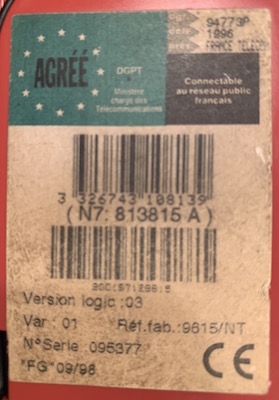 AGRÉÉ
DGPT
Ministère
chargé des
Télécommunications
94773P
1996
FRANCE TELECOM
Connectable
au réseau public
français
3 326743 108139
( N7: 813815 A )
Version logic :03
Var : 01 Réf.fab.:9615/NT
N°Serie :095377
"FG" 09/98
CE